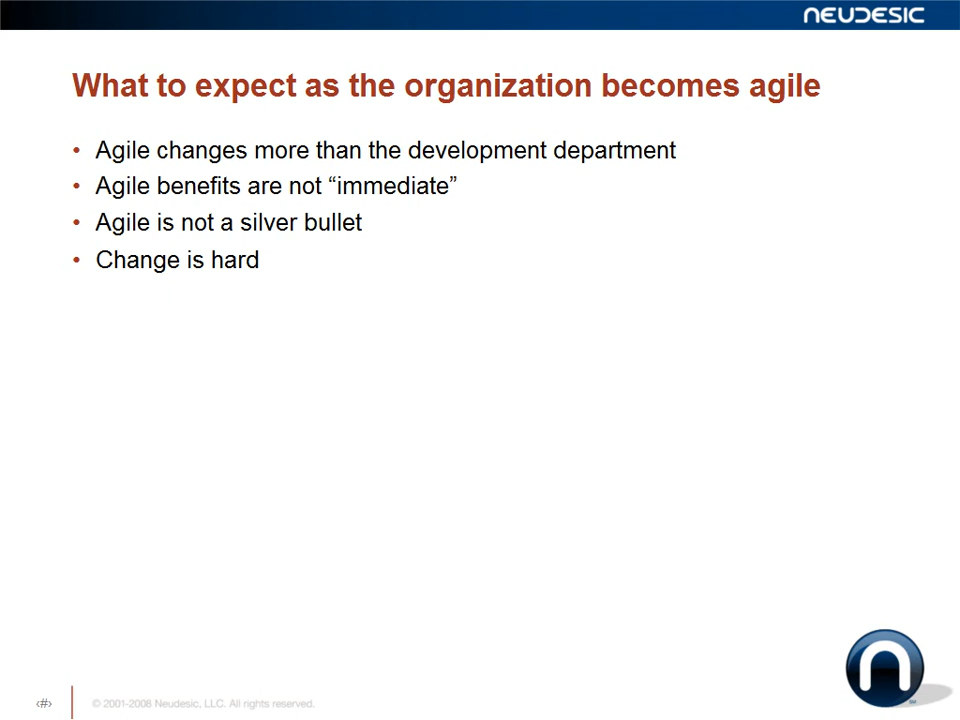 NEUDESIC
What to expect as the organization becomes agile
• Agile changes more than the development department
• Agile benefits are not “immediate”
• Agile is not a silver bullet
• Change is hard
‹#›
© 2001-2008 Neudesic, LLC. All rights reserved.